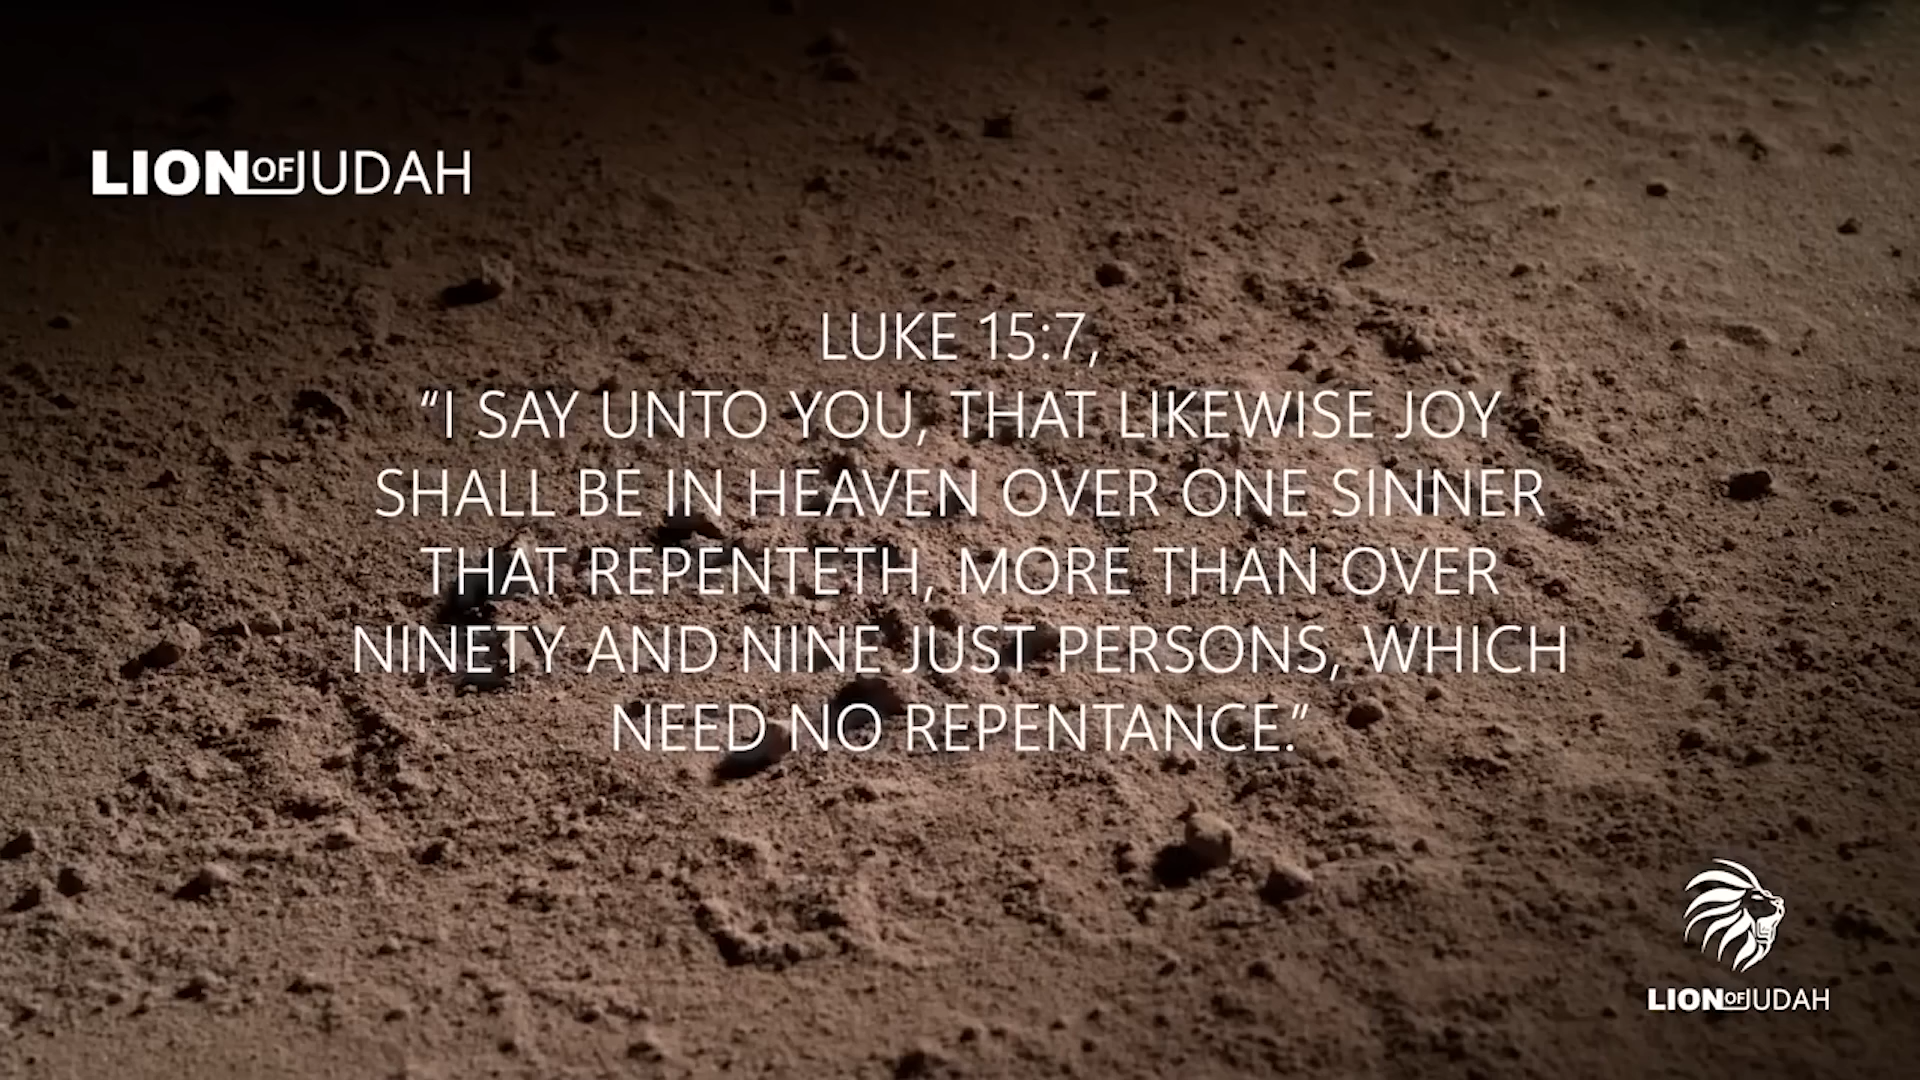 LION OF JUDAH
LUKE 15:7,
“I SAY UNTO YOU, THAT LIKEWISE JOY
SHALL BE IN HEAVEN OVER ONE SINNER
THAT REPENTETH, MORE THAN OVER
NINETY AND NINE JUST PERSONS, WHICH
NEED NO REPENTANCE.”
LION OF JUDAH